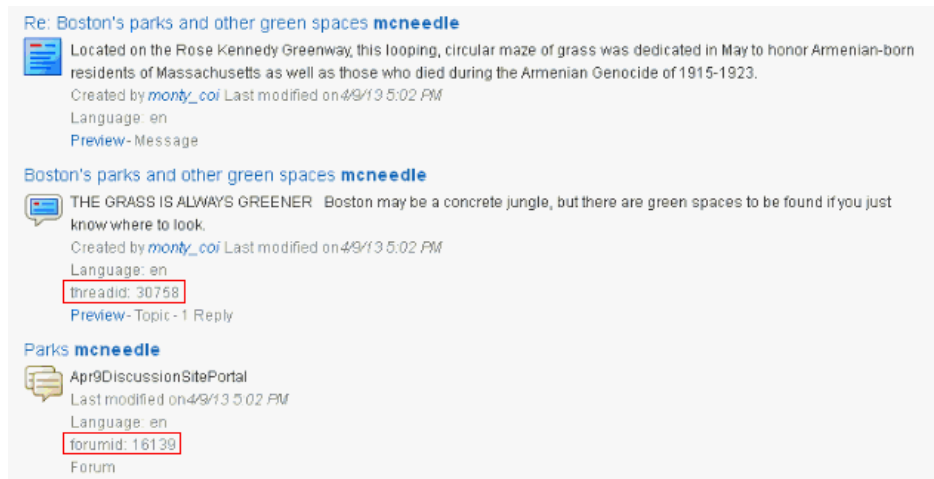 Re: Boston's parks and other green spaces mcneedle
Located on the Rose Kennedy Greenway, this looping, circular maze of grass was dedicated in May to honor Armenian-born
residents of Massachusetts as well as those who died during the Armenian Genocide of 1915-1923.
Created by monty_coi Last modified on4/9/13 5:02 PM
Language: en
Preview- Message
Boston's parks and other green spaces mcneedle
THE GRASS IS ALWAYS GREENER Boston may be a concrete jungle, but there are green spaces to be found if you just
know where to look.
Created by monty_coi Last modified on4/9/13 5:02 PM
Language: en
threadid: 30758
Preview- Topic - 1 Reply
Parks mcneedle
Apr9DiscussionSitePortal
Last modified on4/9/13 5:02 PM
Language: en
forumid: 16139
Forum